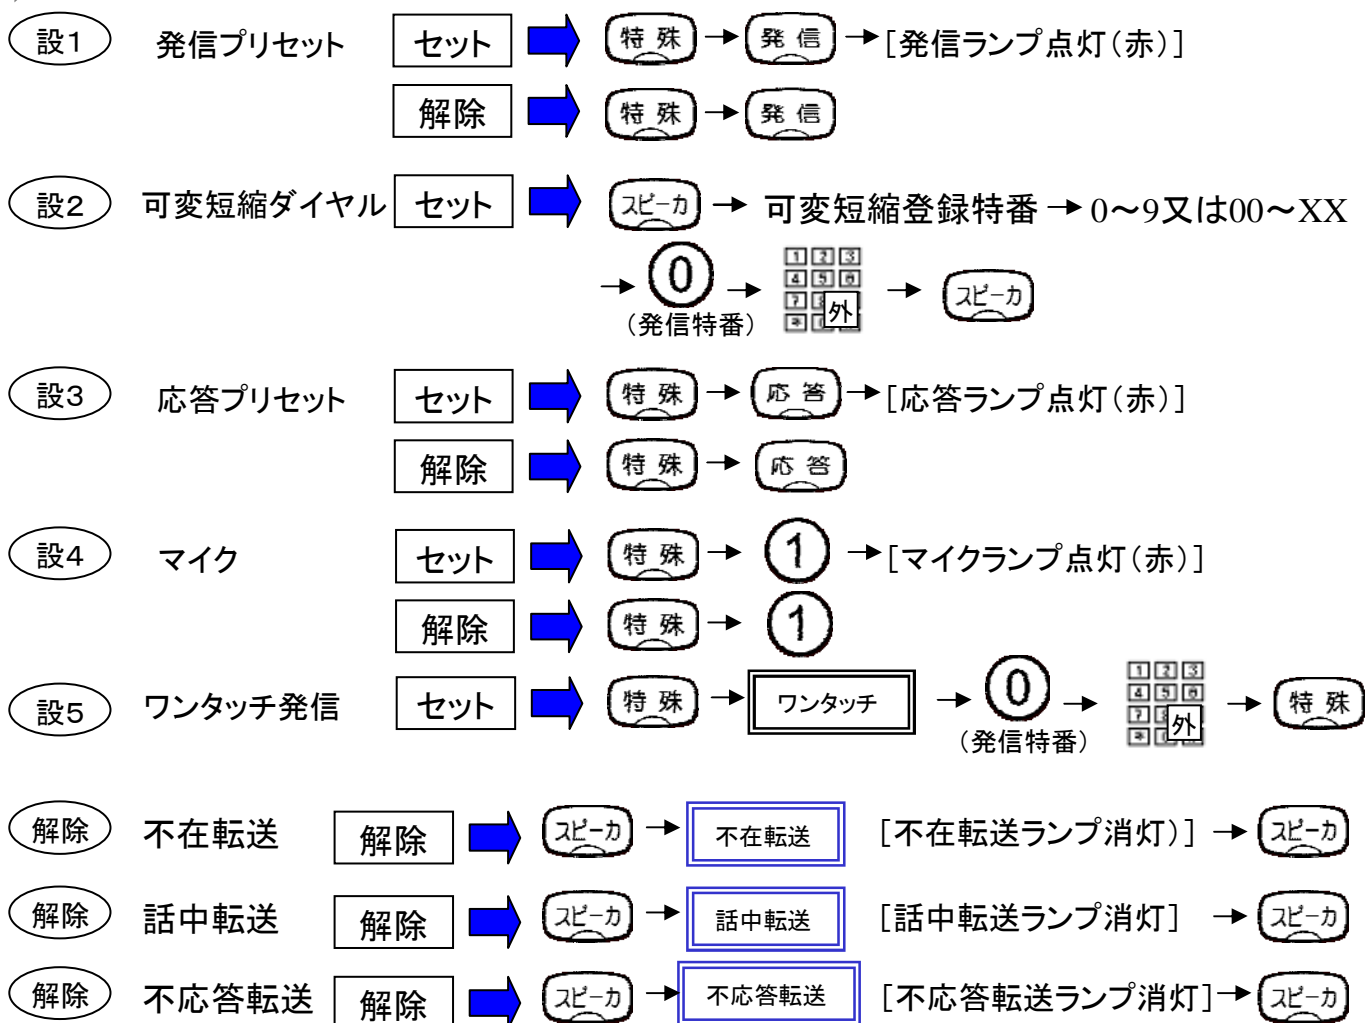 設1 発信プリセット セット 特殊 → 発信 → [発信ランプ点灯(赤)]
解除 特殊 → 発信
設2 可変短縮ダイヤル セット スピーカ → 可変短縮登録特番 → 0～9又は00～XX
→ 0 → 1 2 3 4 5 6 7 外 → スピーカ
(発信特番)
設3 応答プリセット セット 特殊 → 応答 → [応答ランプ点灯(赤)]
解除 特殊 → 応答
設4 マイク セット 特殊 → 1 → [マイクランプ点灯(赤)]
解除 特殊 → 1
設5 ワンタッチ発信 セット 特殊 → ワンタッチ → 0 → 1 2 3 4 5 6 7 外 → 特殊
(発信特番)
解除 不在転送 解除 スピーカ → 不在転送 [不在転送ランプ消灯)] → スピーカ
解除 話中転送 解除 スピーカ → 話中転送 [話中転送ランプ消灯] → スピーカ
解除 不応答転送 解除 スピーカ → 不応答転送 [不応答転送ランプ消灯] → スピーカ